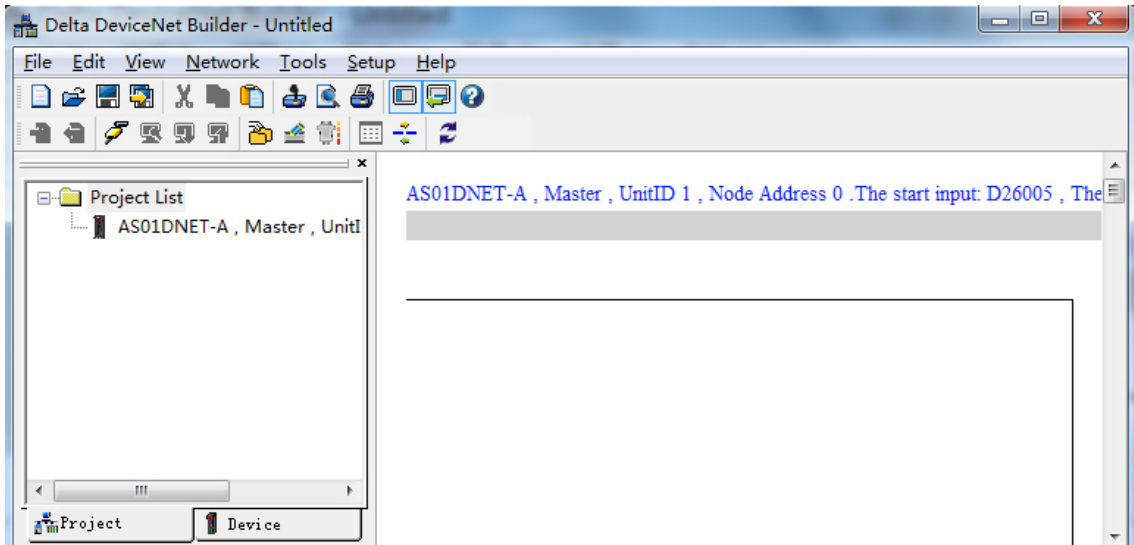 Delta DeviceNet Builder - Untitled
File Edit View Network Tools Setup Help
Project List
AS01DNET-A , Master , UnitI
AS01DNET-A , Master , UnitID 1 , Node Address 0 .The start input: D26005 , The
Project Device